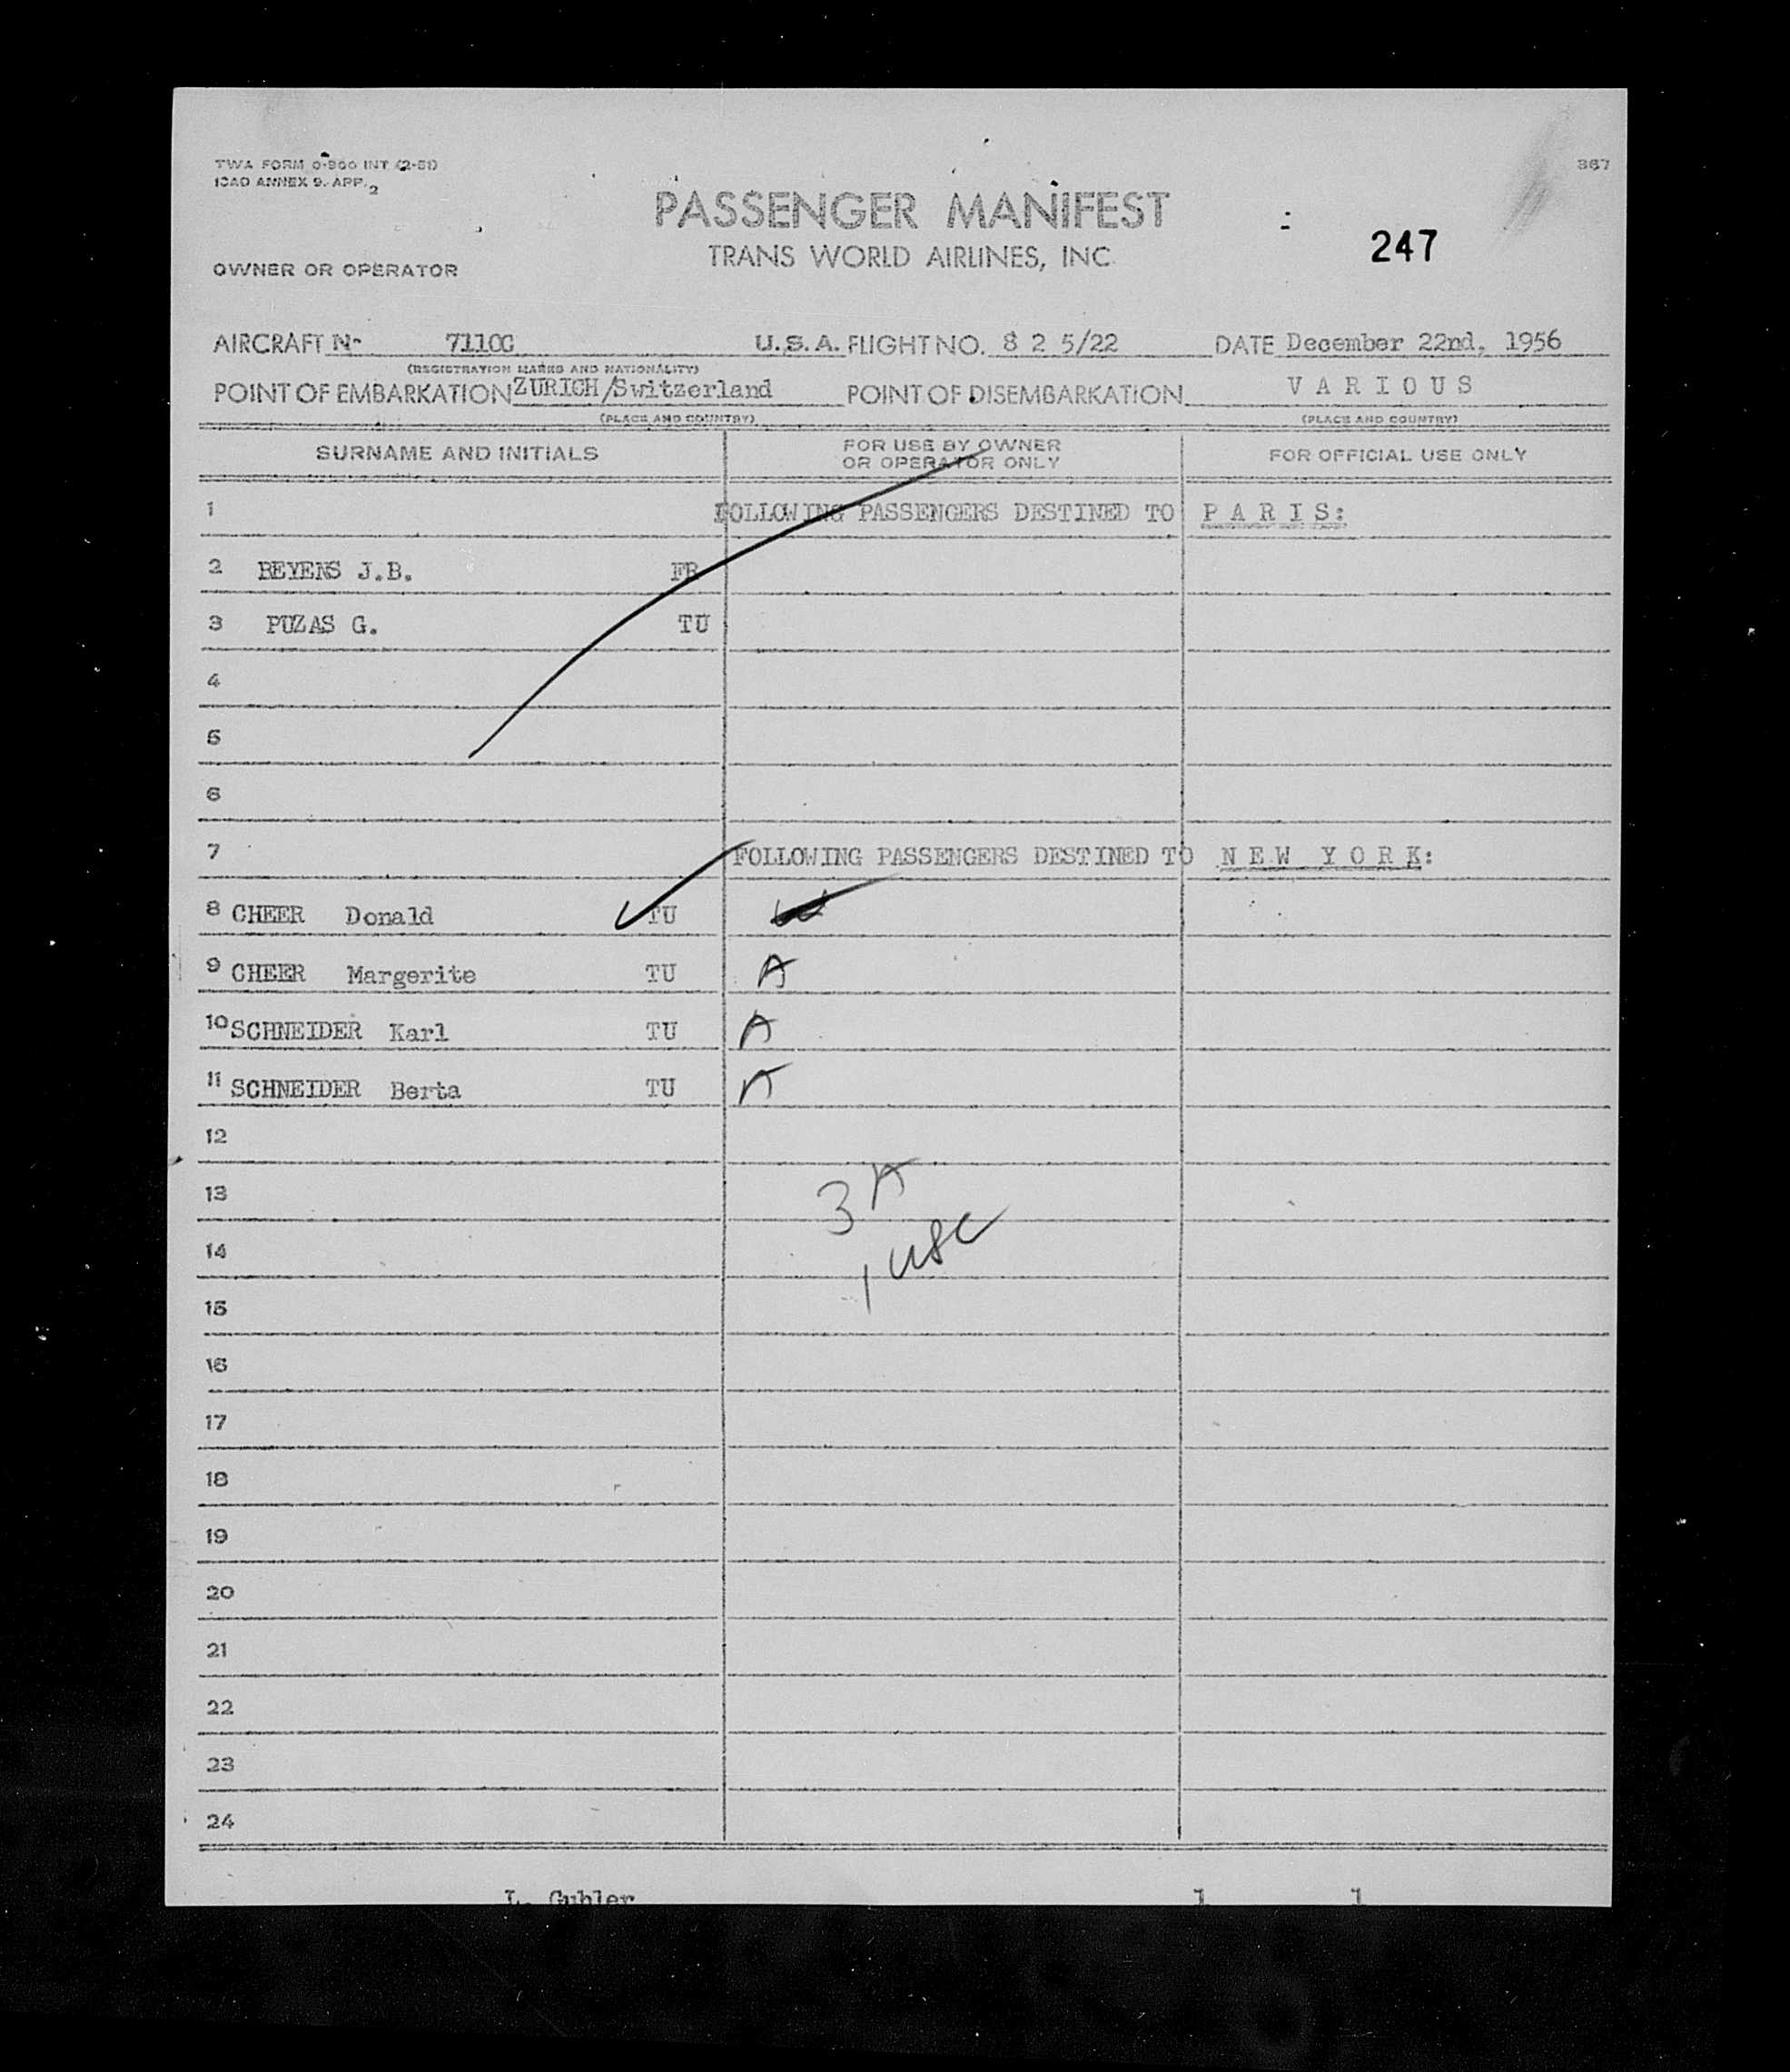 TWA FORM 0-900 INT (2-51)
ICAO ANNEX 9. APP. 2
367
PASSENGER MANIFEST
TRANS WORLD AIRLINES, INC.
247
OWNER OR OPERATOR
AIRCRAFT N- 7110C U.S.A. FLIGHT NO. 8 2 5/22 DATE December 22nd, 1956
(REGISTRATION MARKS AND NATIONALITY)
POINT OF EMBARKATION ZURICH/Switzerland POINT OF DISEMBARKATION V A R I O U S
(PLACE AND COUNTRY) (PLACE AND COUNTRY)
SURNAME AND INITIALS FOR USE BY OWNER OR OPERATOR ONLY FOR OFFICIAL USE ONLY
1 FOLLOWING PASSENGERS DESTINED TO P A R I S:
2 BEYENS J.B. FR
3 PUZAS G. TU
4
5
6
7 FOLLOWING PASSENGERS DESTINED TO N E W Y O R K:
8 CHEER Donald TU
9 CHEER Margerite TU A
10 SCHNEIDER Karl TU A
11 SCHNEIDER Berta TU A
12
13 3 A
14 1 USC
15
16
17
18
19
20
21
22
23
24
L. Gubler 1 1